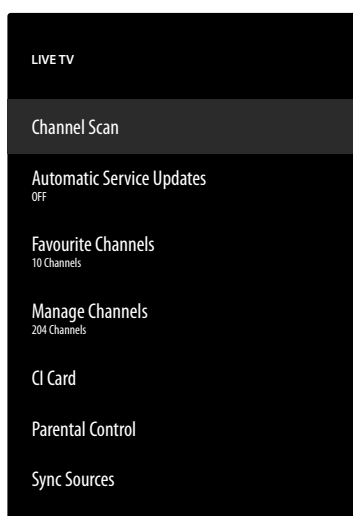 LIVE TV
Channel Scan
Automatic Service Updates
OFF
Favourite Channels
10 Channels
Manage Channels
204 Channels
CI Card
Parental Control
Sync Sources